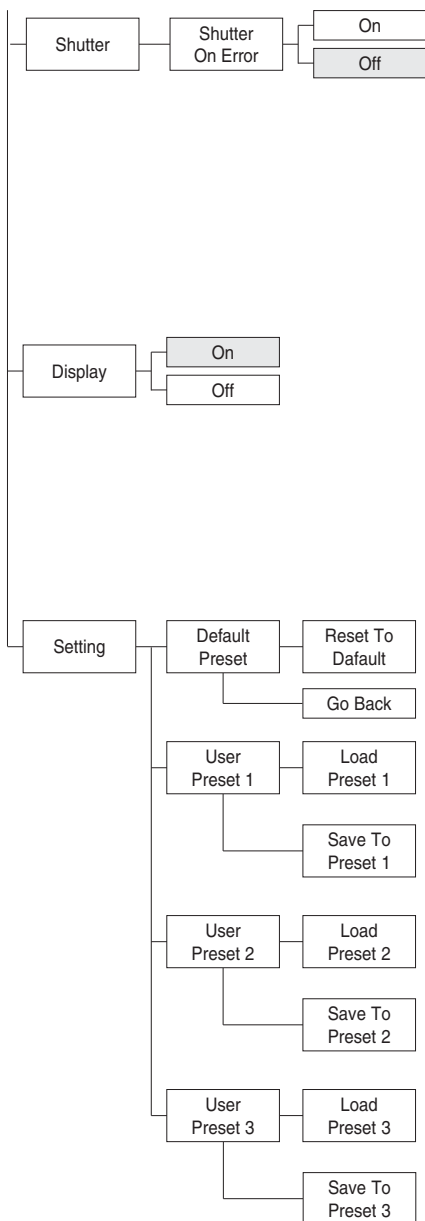 Shutter
Shutter
On Error
On
Off
Display
On
Off
Setting
Default
Preset
Reset To
Dafault
Go Back
User
Preset 1
Load
Preset 1
Save To
Preset 1
User
Preset 2
Load
Preset 2
Save To
Preset 2
User
Preset 3
Load
Preset 3
Save To
Preset 3